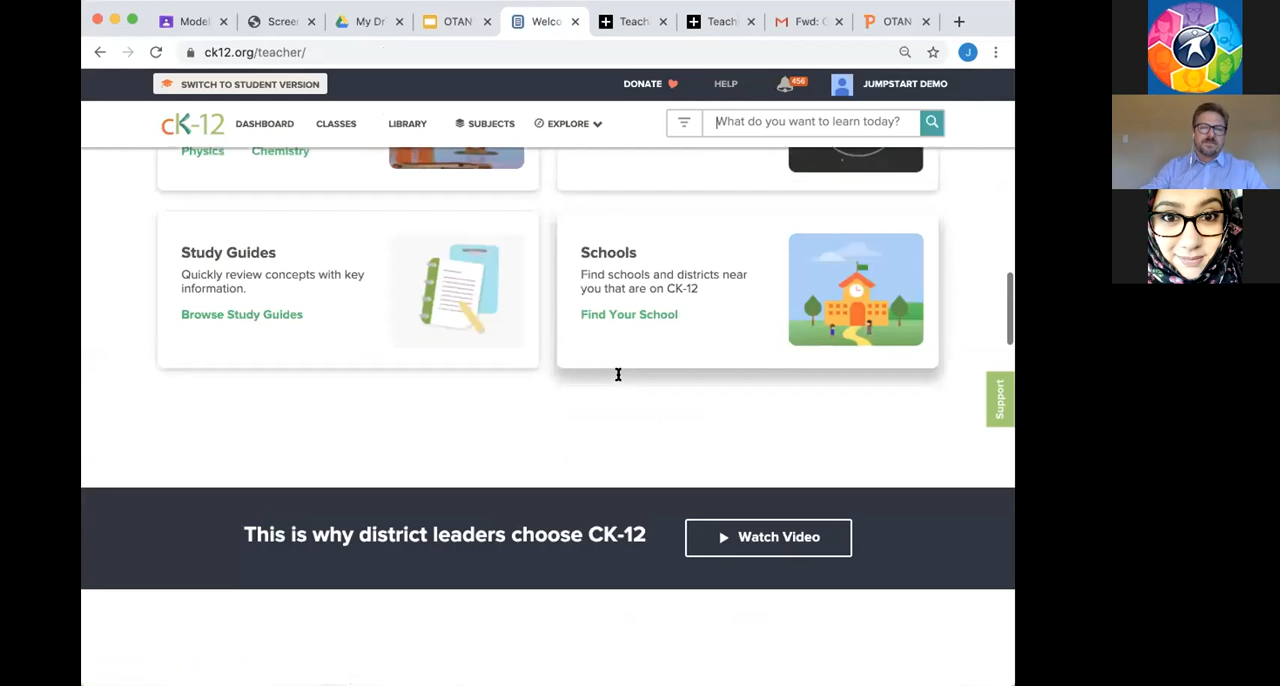 Model
Screer
My Dr
OTAN
Welco
Teach
Teach
Fwd: C
OTAN
ck12.org/teacher/
J
SWITCH TO STUDENT VERSION
DONATE
HELP
456
JUMPSTART DEMO
cK-12
DASHBOARD
CLASSES
LIBRARY
SUBJECTS
EXPLORE
What do you want to learn today?
Physics
Chemistry
Study Guides
Quickly review concepts with key
information.
Browse Study Guides
Schools
Find schools and districts near
you that are on CK-12
Find Your School
Support
This is why district leaders choose CK-12
Watch Video